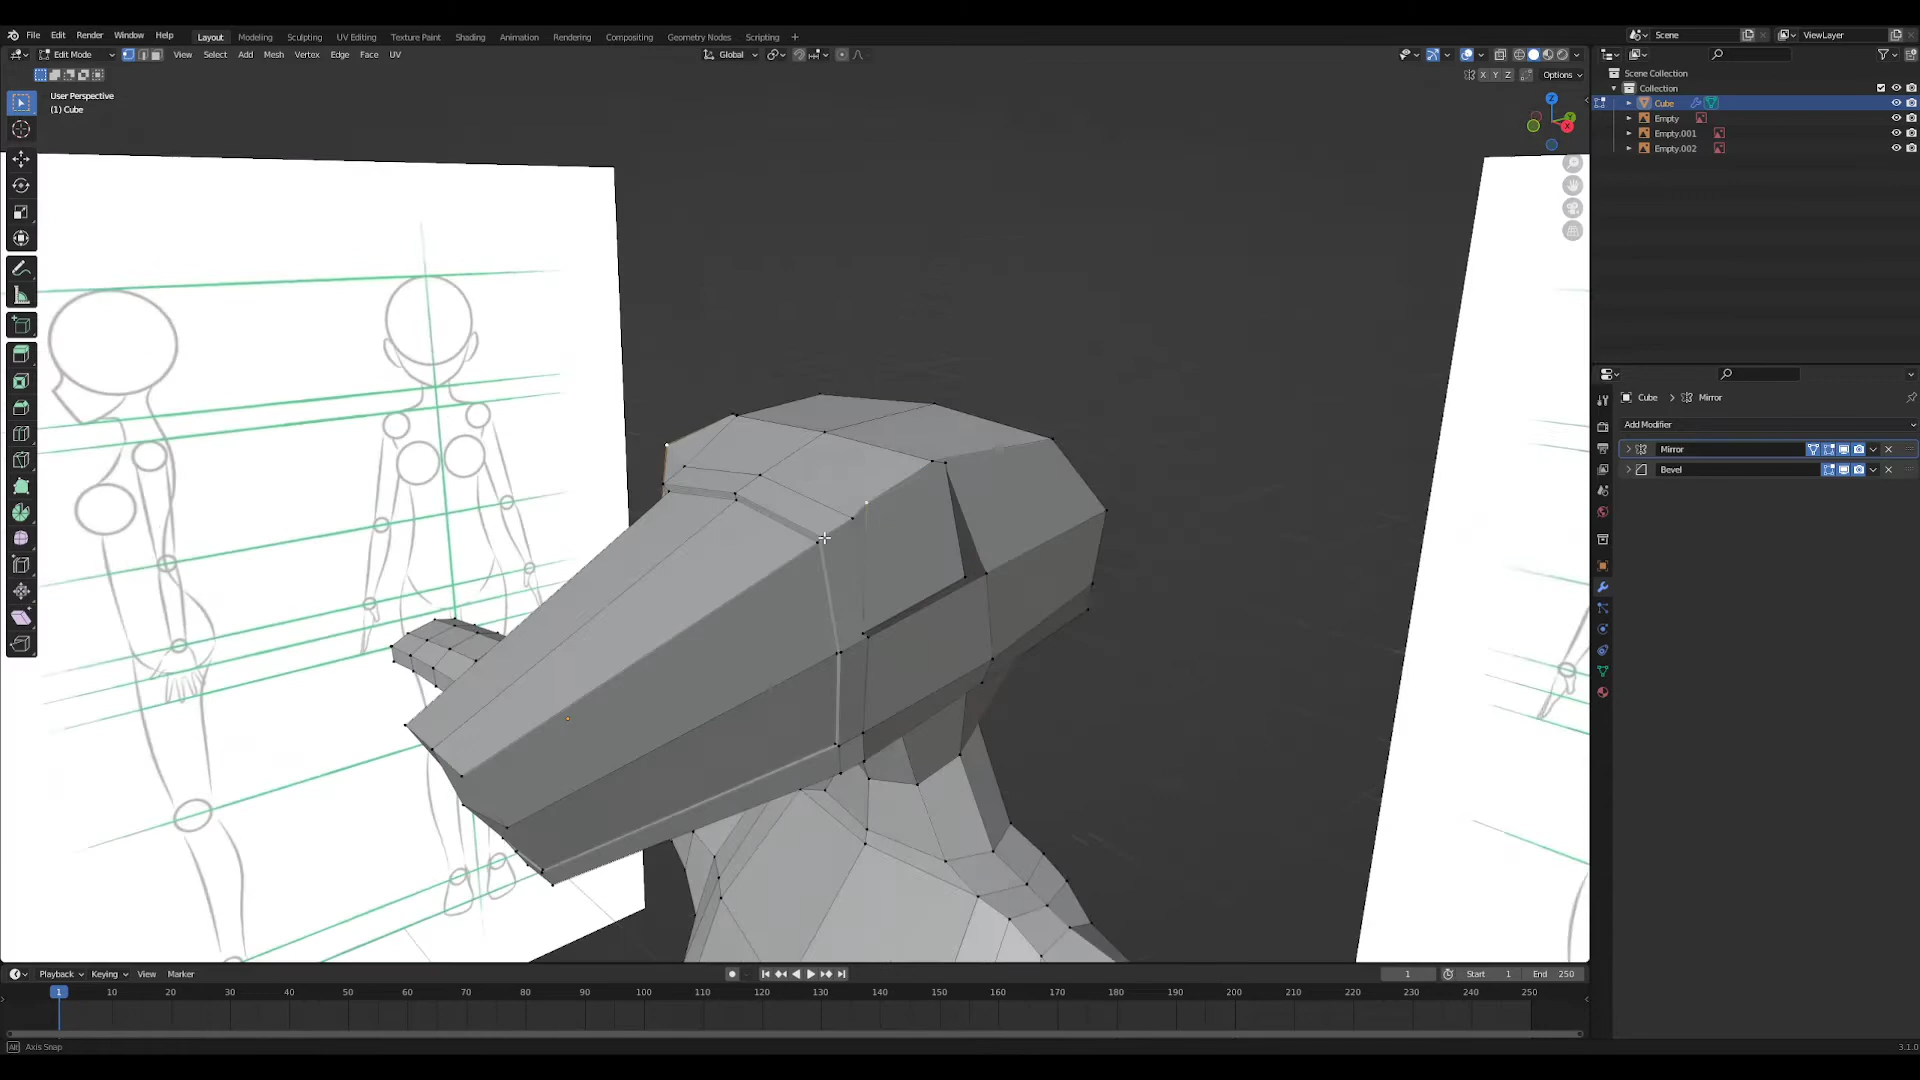 File Edit Render Window Help Layout Modeling Sculpting UV Editing Texture Paint Shading Animation Rendering Compositing Geometry Nodes Scripting + Scene ViewLayer
Edit Mode View Select Add Mesh Vertex Edge Face UV Global
X Y Z Options
User Perspective
(1) Cube
Z
Y
X
Scene Collection
Collection
Cube
Empty
Empty.001
Empty.002
Cube > Mirror
Add Modifier
Mirror
Bevel
Playback Keying View Marker 1 Start 1 End 250
1 10 20 30 40 50 60 70 80 90 100 110 120 130 140 150 160 170 180 190 200 210 220 230 240 250
Alt Axis Snap 3.1.0